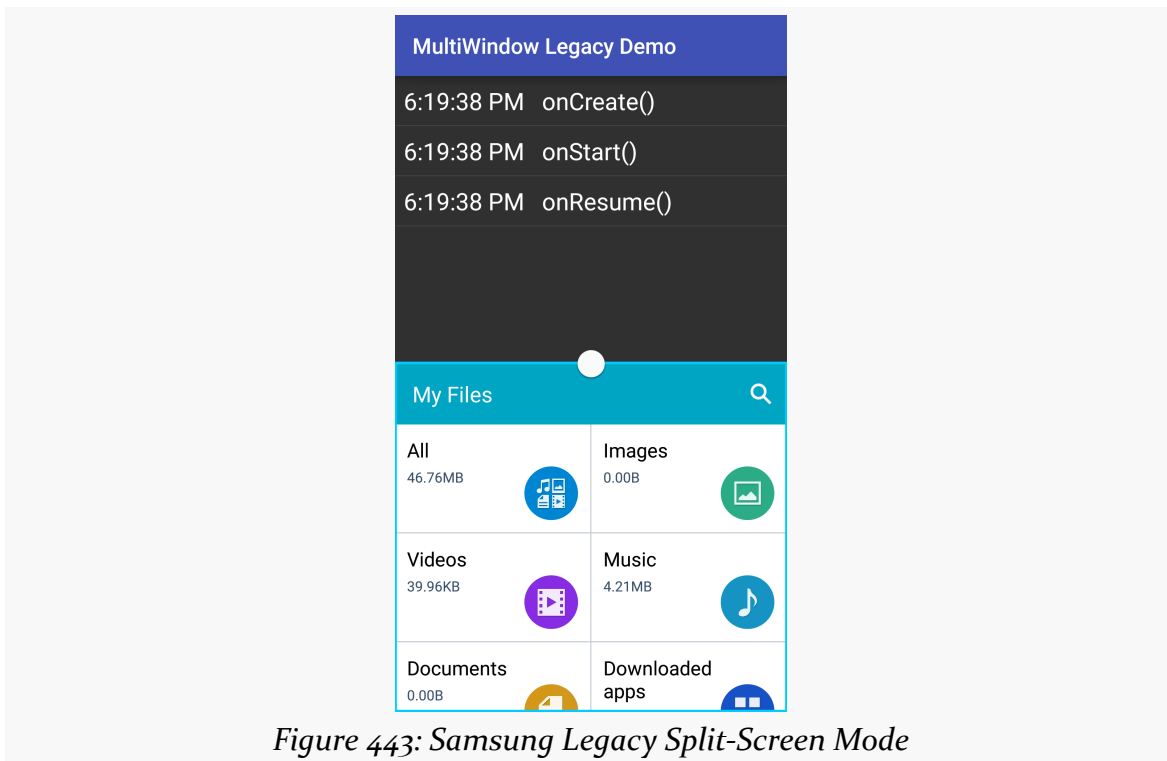 MultiWindow Legacy Demo
6:19:38 PM onCreate()
6:19:38 PM onStart()
6:19:38 PM onResume()
My Files
All
46.76MB
Images
0.00B
Videos
39.96KB
Music
4.21MB
Documents
0.00B
Downloaded
apps
Figure 443: Samsung Legacy Split-Screen Mode